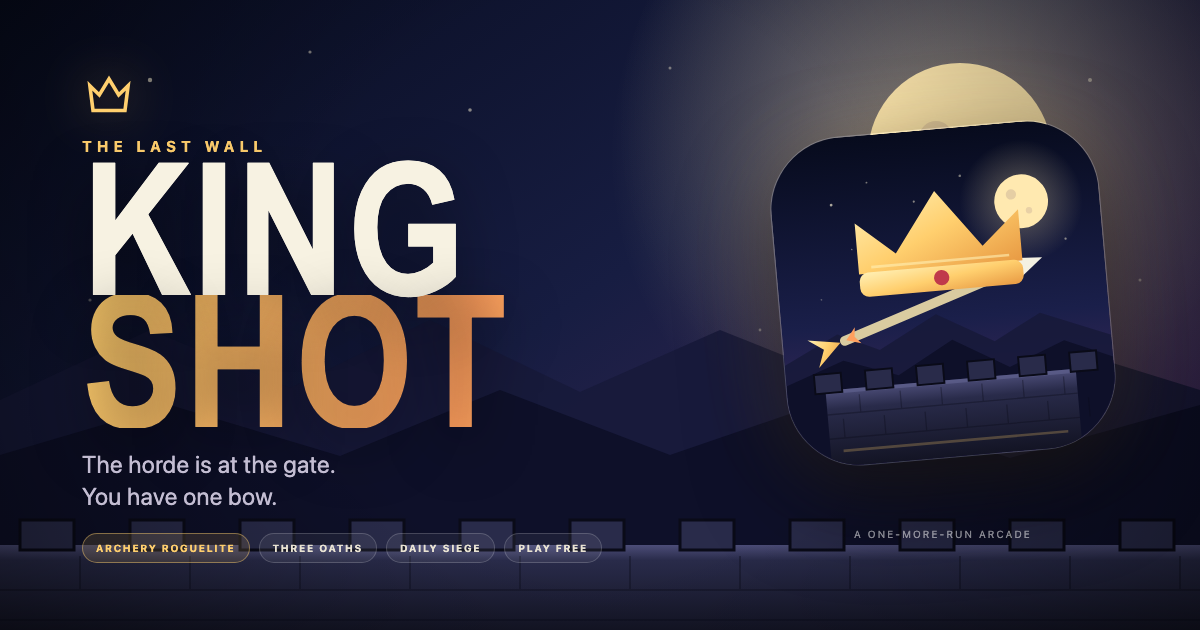 THE LAST WALL
KING
SHOT
The horde is at the gate.
You have one bow.
ARCHERY ROGUELITE
THREE OATHS
DAILY SIEGE
PLAY FREE
A ONE-MORE-RUN ARCADE